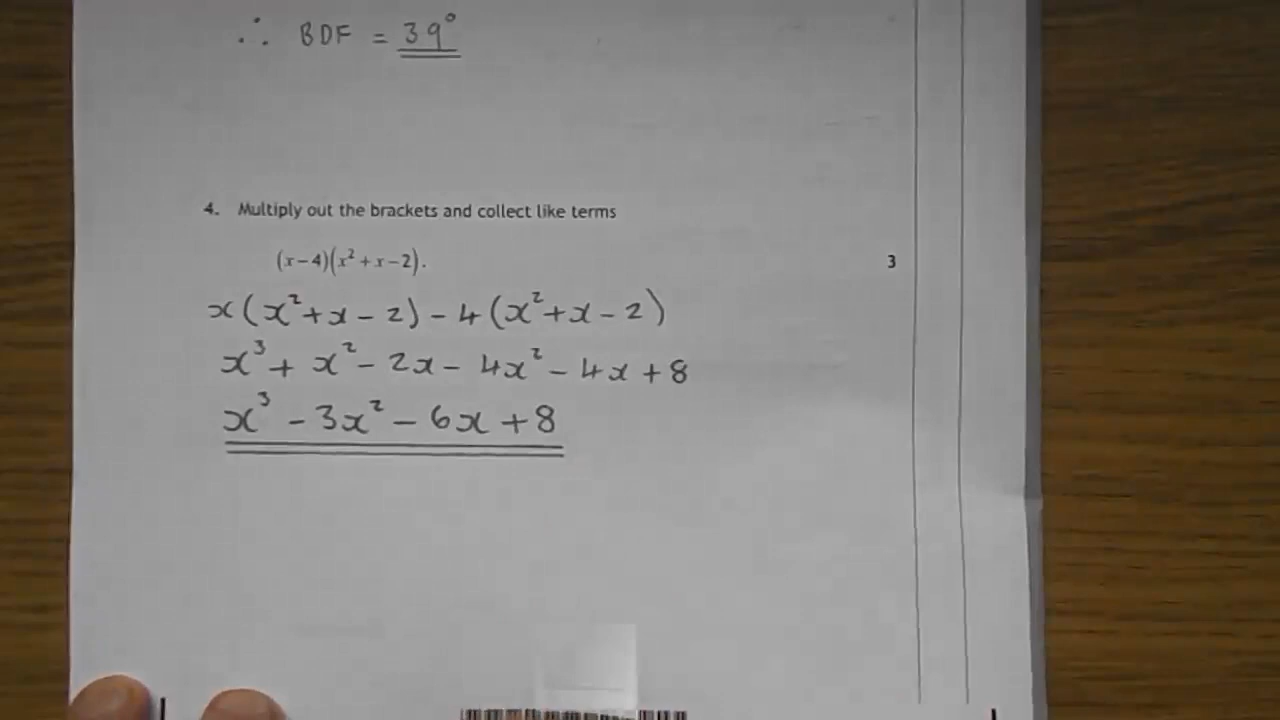 ∴ BDF = 39°
4. Multiply out the brackets and collect like terms
(x−4)(x²+x−2). 3
x(x²+x−2)−4(x²+x−2)
x³+x²−2x−4x²−4x+8
x³−3x²−6x+8